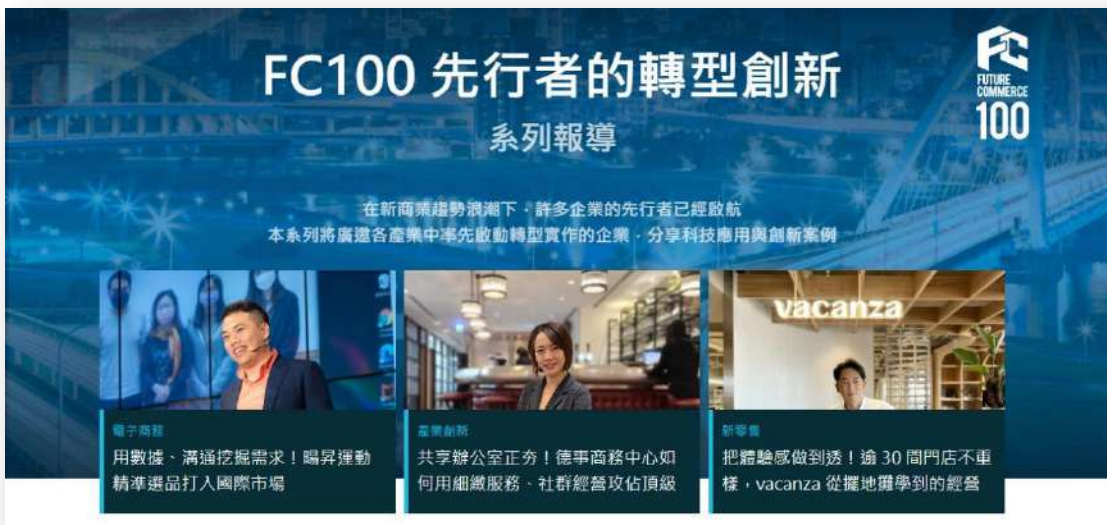 FC100 先行者的轉型創新
系列報導
FC
FUTURE
COMMERCE
100
在新商業趨勢浪潮下，許多企業的先行者已經啟航
本系列將廣邀各產業中率先啟動轉型實作的企業，分享科技應用與創新案例
vacanza
電子商務
用數據、溝通挖掘需求！暘昇運動
精準選品打入國際市場
產業創新
共享辦公室正夯！德事商務中心如
何用細緻服務、社群經營攻佔頂級
新零售
把體驗感做到透！逾 30 間門店不重
樣，vacanza 從擺地攤學到的經營